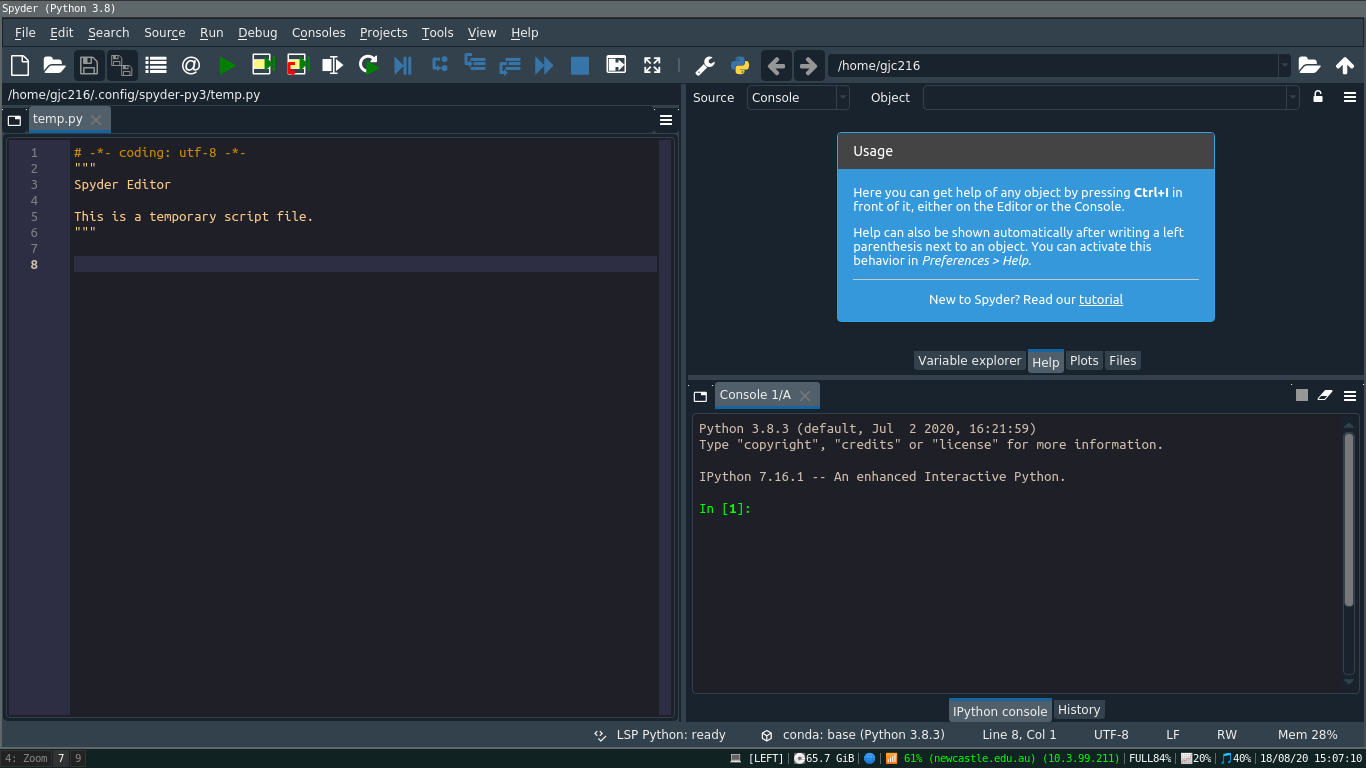 Spyder (Python 3.8)
File Edit Search Source Run Debug Consoles Projects Tools View Help
/home/gjc216
/home/gjc216/.config/spyder-py3/temp.py
temp.py
1 # -*- coding: utf-8 -*-
2 """
3 Spyder Editor
4
5 This is a temporary script file.
6 """
7
8
Source Console Object
Usage
Here you can get help of any object by pressing Ctrl+I in
front of it, either on the Editor or the Console.
Help can also be shown automatically after writing a left
parenthesis next to an object. You can activate this
behavior in Preferences > Help.
New to Spyder? Read our tutorial
Variable explorer Help Plots Files
Console 1/A
Python 3.8.3 (default, Jul  2 2020, 16:21:59)
Type "copyright", "credits" or "license" for more information.
IPython 7.16.1 -- An enhanced Interactive Python.
In [1]:
IPython console History
LSP Python: ready conda: base (Python 3.8.3) Line 8, Col 1 UTF-8 LF RW Mem 28%
4: Zoom 7 9 [LEFT] 65.7 GiB 61% (newcastle.edu.au) (10.3.99.211) FULL84% 20% 40% 18/08/20 15:07:10